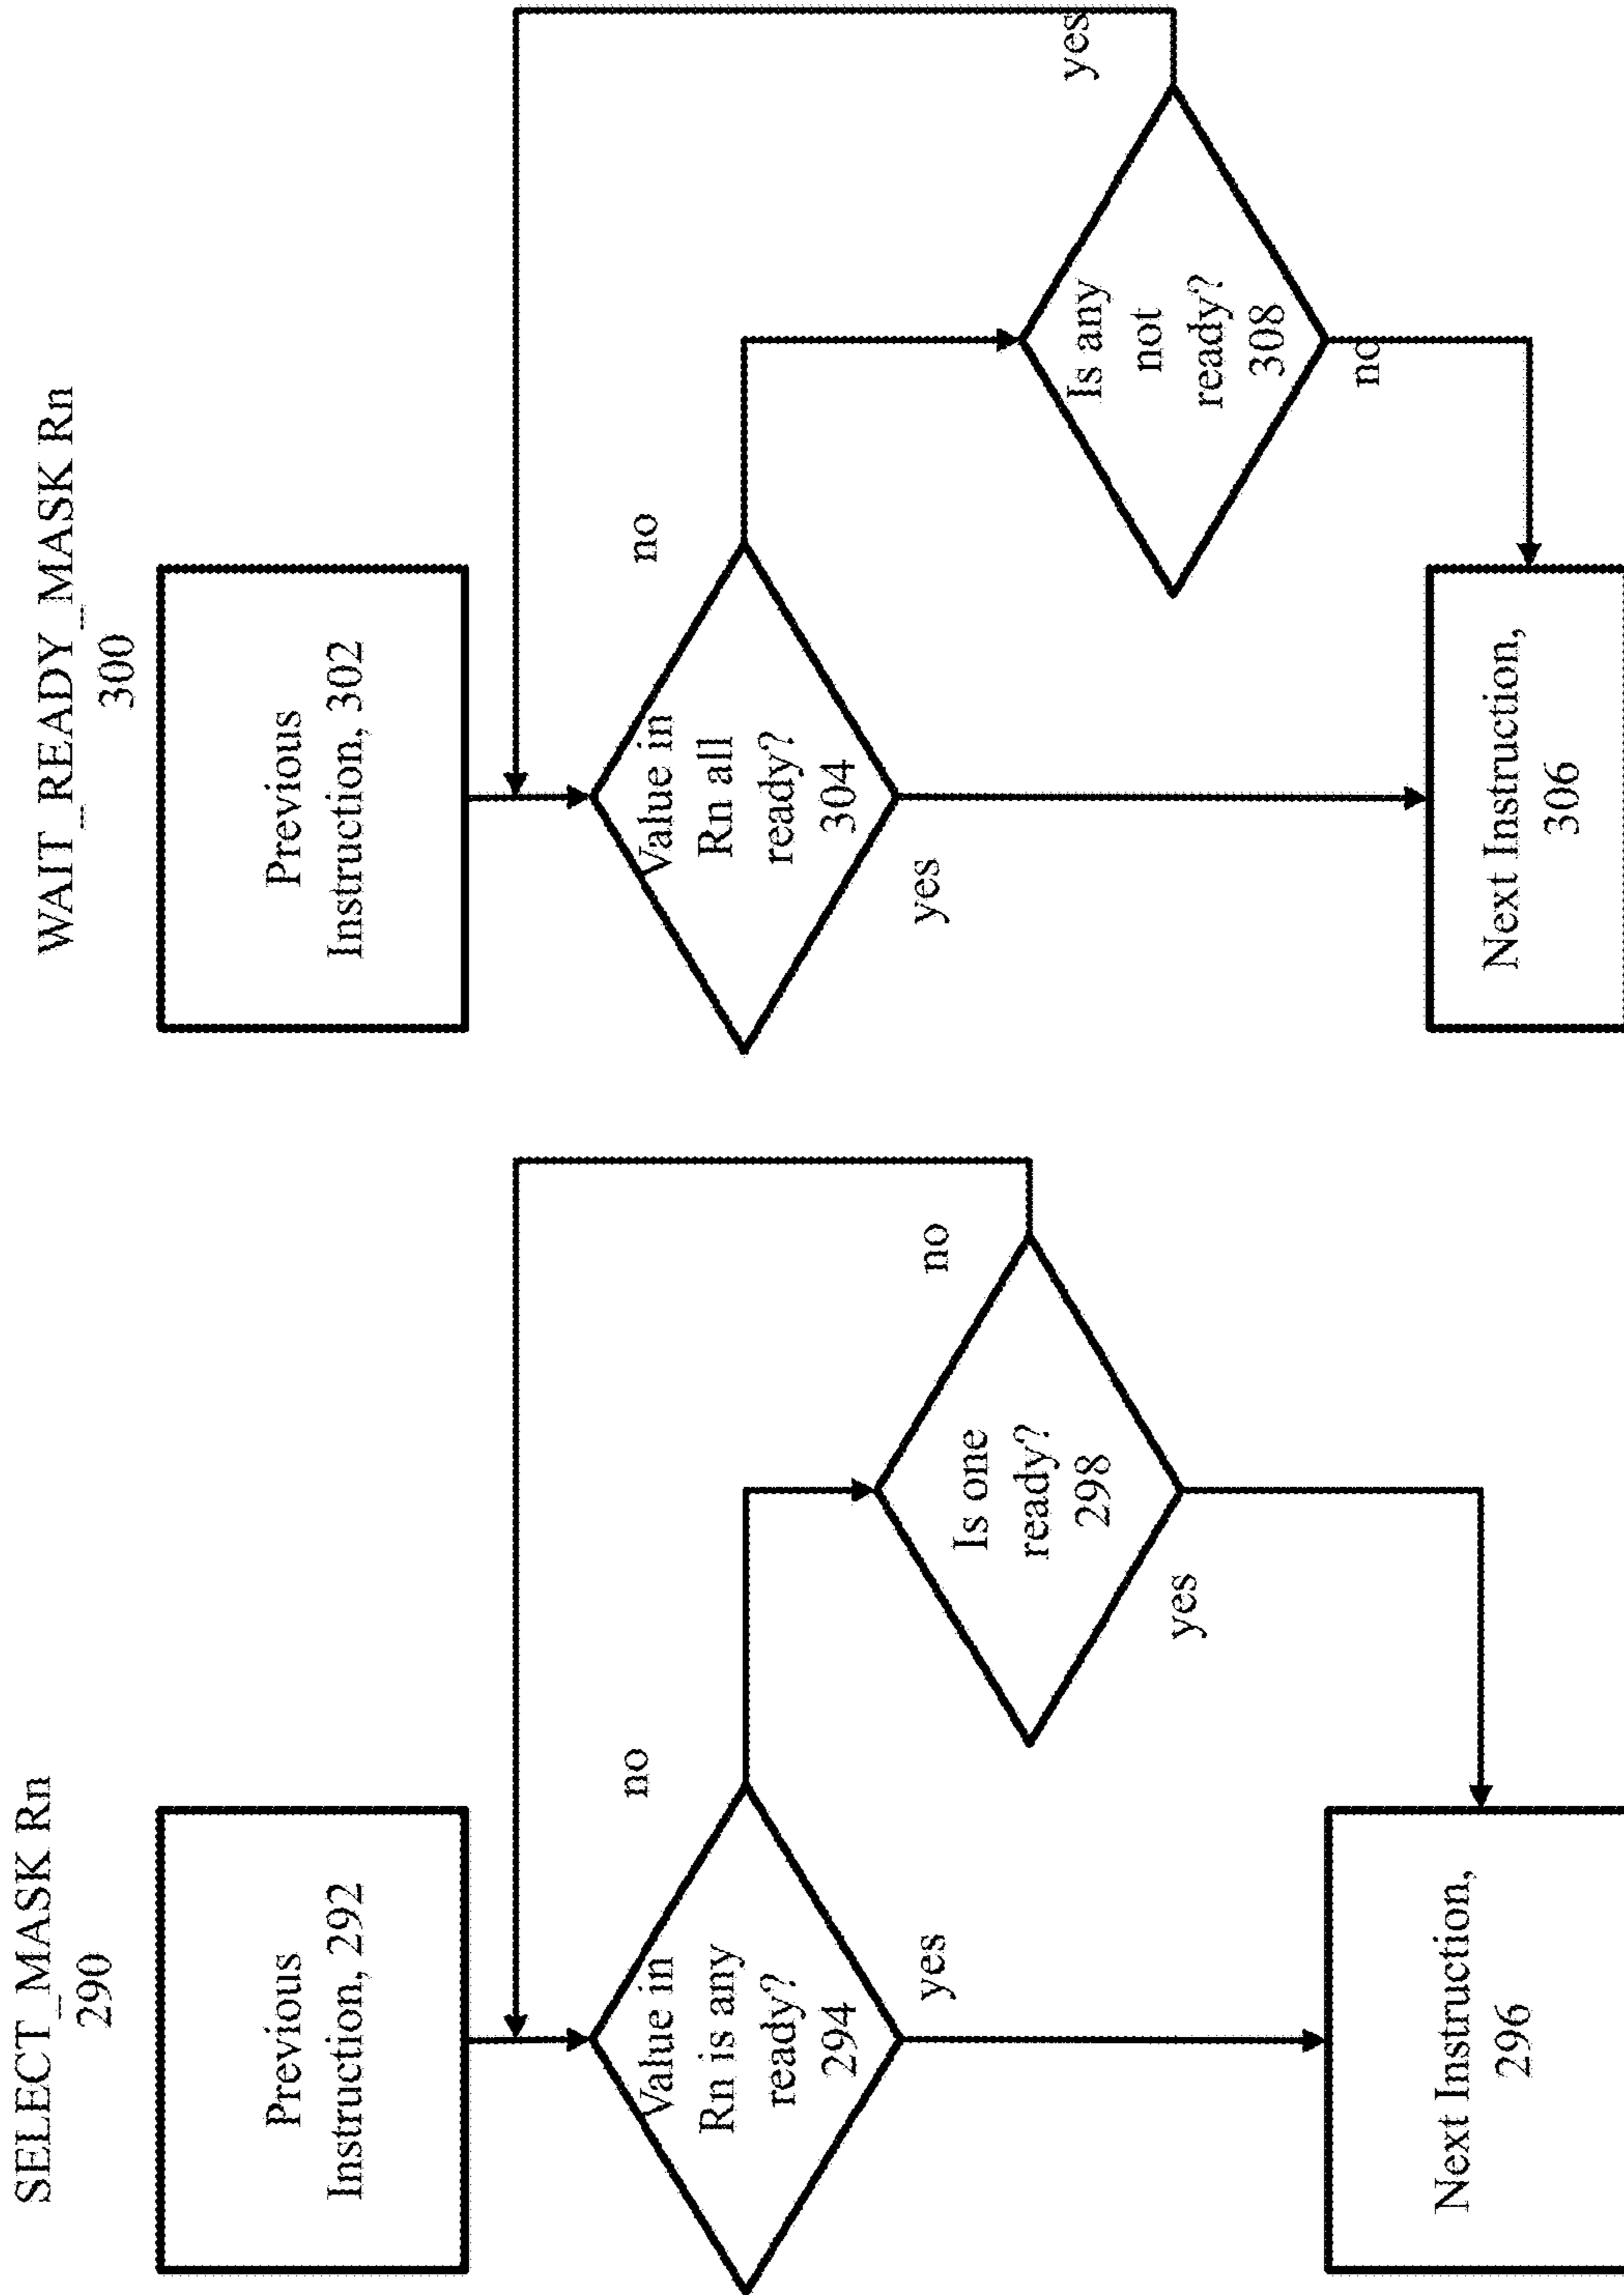 SELECT_MASK Rn
290
Previous
Instruction, 292
Value in
Rn is any
ready?
294
no
yes
Is one
ready?
298
no
yes
Next Instruction,
296
WAIT_READY_MASK Rn
300
Previous
Instruction, 302
Value in
Rn all
ready?
304
no
yes
Is any
not
ready?
308
yes
no
Next Instruction,
306